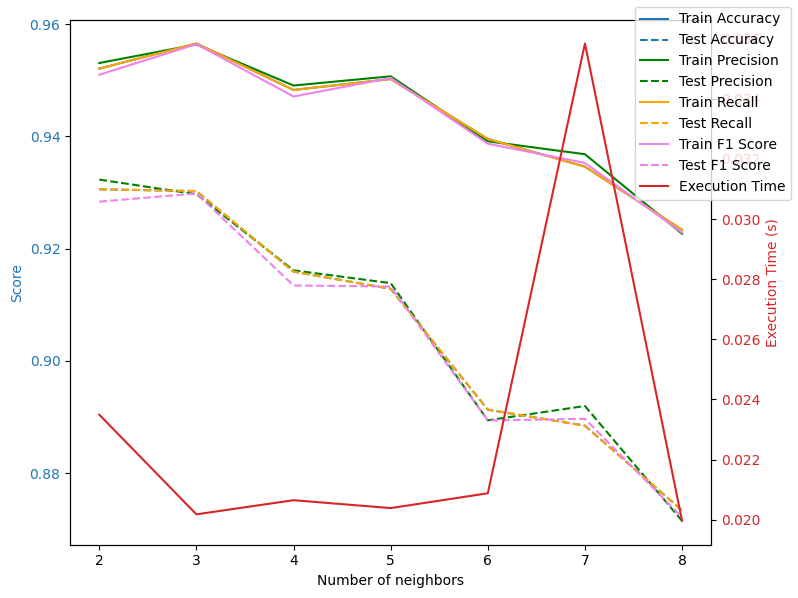 0.96
0.94
0.92
0.90
0.88
Score
2 3 4 5 6 7 8
Number of neighbors
Train Accuracy
Test Accuracy
Train Precision
Test Precision
Train Recall
Test Recall
Train F1 Score
Test F1 Score
Execution Time
0.032
0.030
0.028
0.026
0.024
0.022
0.020
Execution Time (s)